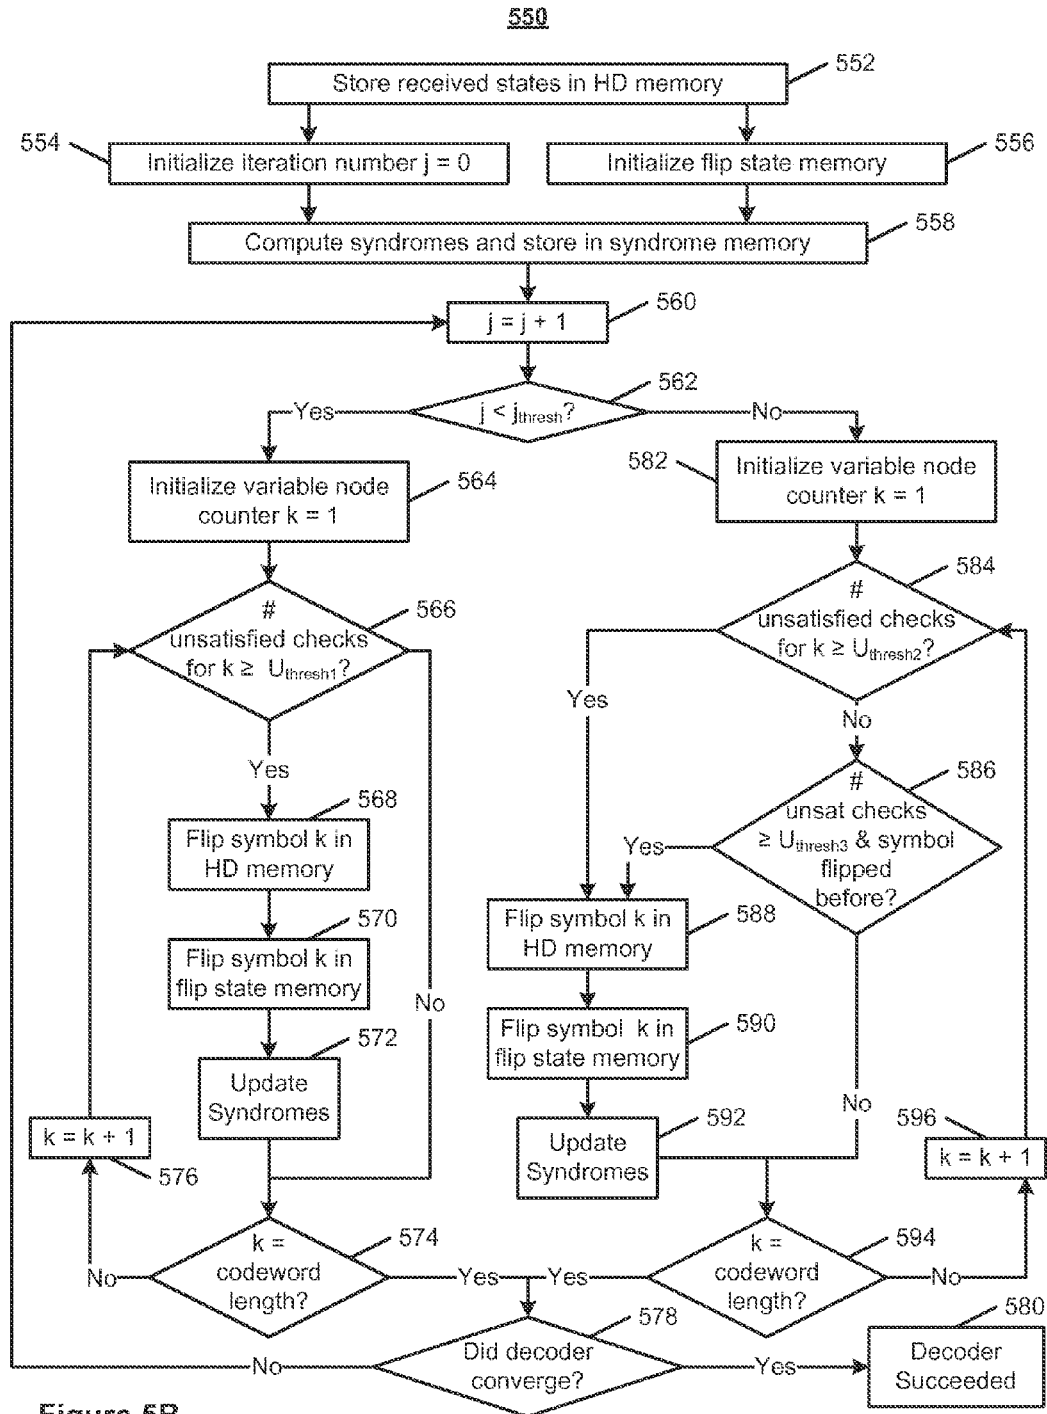 550
Store received states in HD memory
552
554
Initialize iteration number j = 0
Initialize flip state memory
556
Compute syndromes and store in syndrome memory
558
j = j + 1
560
j < jthresh?
562
Yes
No
Initialize variable node
counter k = 1
564
582
Initialize variable node
counter k = 1
#
unsatisfied checks
for k ≥ Uthresh1?
566
#
unsatisfied checks
for k ≥ Uthresh2?
584
Yes
Yes
No
#
unsat checks
≥ Uthresh3 & symbol
flipped
before?
586
Yes
Flip symbol k in
HD memory
568
Flip symbol k in
flip state memory
570
No
Flip symbol k in
HD memory
588
Flip symbol k in
flip state memory
590
Update
Syndromes
572
Update
Syndromes
592
No
k = k + 1
576
596
k = k + 1
k =
codeword
length?
574
No
Yes
Yes
k =
codeword
length?
594
No
Did decoder
converge?
578
No
Yes
Decoder
Succeeded
580
Figure 5B